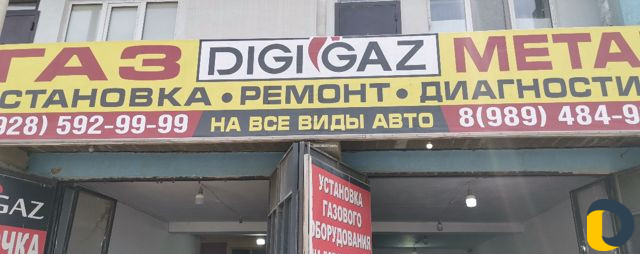 ГАЗ DIGIGAZ МЕТА
СТАНОВКА • РЕМОНТ • ДИАГНОСТИ
928) 592-99-99 НА ВСЕ ВИДЫ АВТО 8(989) 484-9
GAZ
УСТАНОВКА
ГАЗОВОГО
ОБОРУДОВАНИЯ